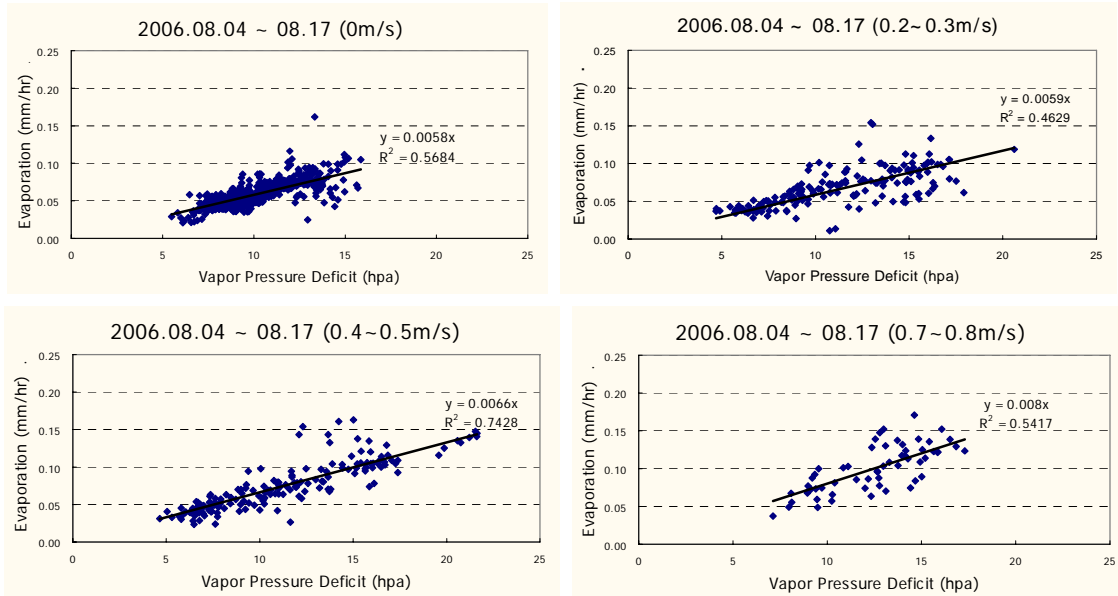 2006.08.04 ~ 08.17 (0m/s)
Evaporation (mm/hr)
0.25
0.20
0.15
0.10
0.05
0.00
y = 0.0058x
R² = 0.5684
0 5 10 15 20 25
Vapor Pressure Deficit (hpa)
2006.08.04 ~ 08.17 (0.2~0.3m/s)
Evaporation (mm/hr)
0.25
0.20
0.15
0.10
0.05
0.00
y = 0.0059x
R² = 0.4629
0 5 10 15 20 25
Vapor Pressure Deficit (hpa)
2006.08.04 ~ 08.17 (0.4~0.5m/s)
Evaporation (mm/hr)
0.25
0.20
0.15
0.10
0.05
0.00
y = 0.0066x
R² = 0.7428
0 5 10 15 20 25
Vapor Pressure Deficit (hpa)
2006.08.04 ~ 08.17 (0.7~0.8m/s)
Evaporation (mm/hr)
0.25
0.20
0.15
0.10
0.05
0.00
y = 0.008x
R² = 0.5417
0 5 10 15 20 25
Vapor Pressure Deficit (hpa)